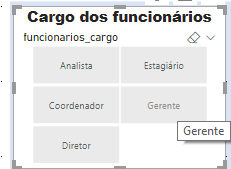 Cargo dos funcionários
funcionarios_cargo
Analista Estagiário
Coordenador Gerente
Gerente
Diretor